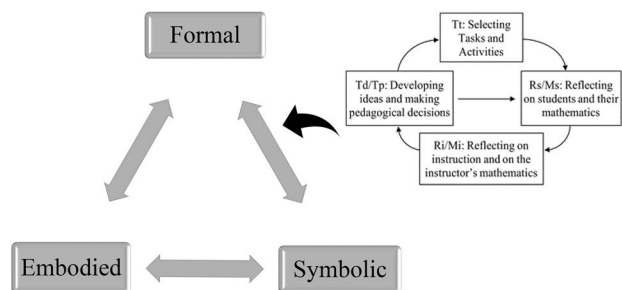 Formal
Tt: Selecting
Tasks and
Activities
Td/Tp: Developing
ideas and making
pedagogical decisions
Rs/Ms: Reflecting
on students and their
mathematics
Ri/Mi: Reflecting on
instruction and on the
instructor's mathematics
Embodied
Symbolic